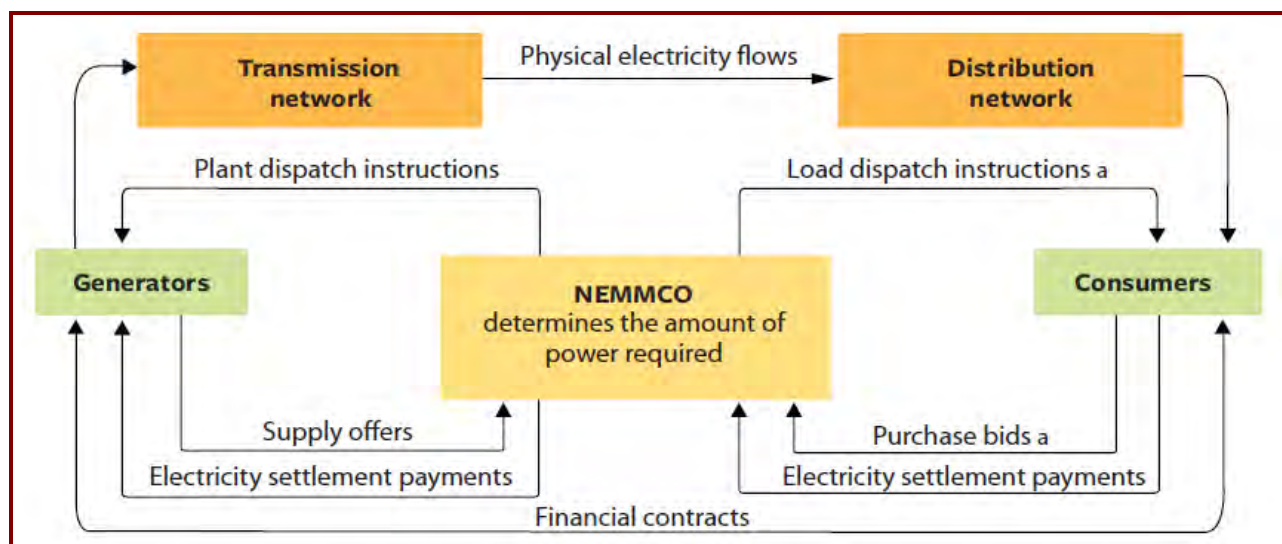 Transmission
network
Physical electricity flows
Distribution
network
Plant dispatch instructions
Load dispatch instructions a
Generators
NEMMCO
determines the amount of
power required
Consumers
Supply offers
Purchase bids a
Electricity settlement payments
Electricity settlement payments
Financial contracts